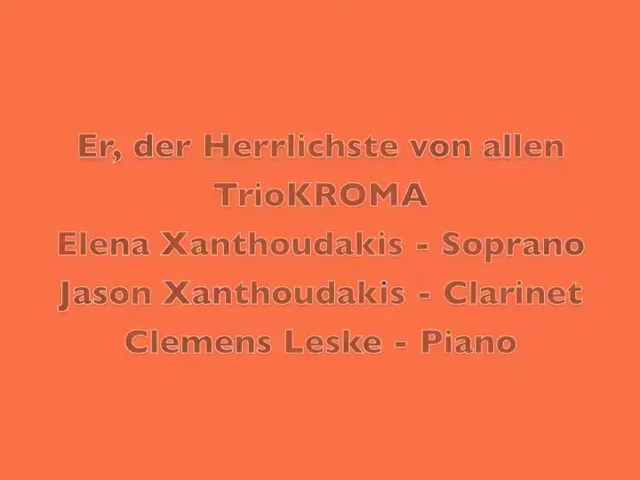 Er, der Herrlichste von allen
TrioKROMA
Elena Xanthoudakis - Soprano
Jason Xanthoudakis - Clarinet
Clemens Leske - Piano